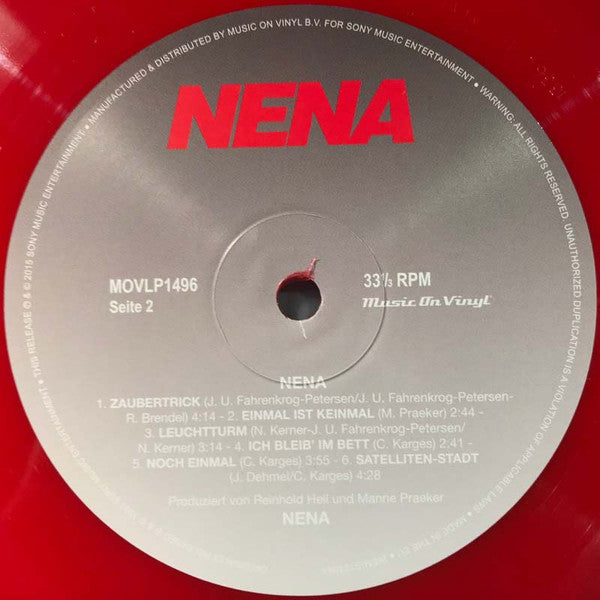 MANUFACTURED & DISTRIBUTED BY MUSIC ON VINYL B.V. FOR SONY MUSIC ENTERTAINMENT • WARNING: ALL RIGHTS RESERVED. UNAUTHORIZED DUPLICATION IS A VIOLATION OF APPLICABLE LAWS • MADE IN THE EU •
THIS RELEASE ℗ & © 2015 SONY MUSIC ENTERTAINMENT •
NENA
MOVLP1496
Seite 2
33⅓ RPM
Music On Vinyl
NENA
1. ZAUBERTRICK (J. U. Fahrenkrog-Petersen/J. U. Fahrenkrog-Petersen-
R. Brendel) 4:14 - 2. EINMAL IST KEINMAL (M. Praeker) 2:44 -
3. LEUCHTTURM (N. Kerner-J. U. Fahrenkrog-Petersen/
N. Kerner) 3:14 - 4. ICH BLEIB' IM BETT (C. Karges) 2:41 -
5. NOCH EINMAL (C. Karges) 3:55 - 6. SATELLITEN-STADT
(J. Dehmel/C. Karges) 4:28
Produziert von Reinhold Heil und Manne Praeker
NENA